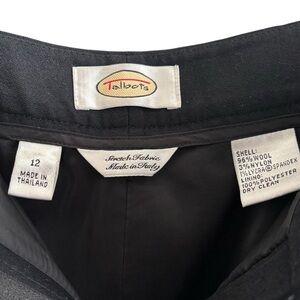 Talbots
Stretch Fabric
Made in Italy
12
MADE IN
THAILAND
SHELL:
96% WOOL
3% NYLON
1% LYCRA® SPANDEX
LINING:
100% POLYESTER
DRY CLEAN